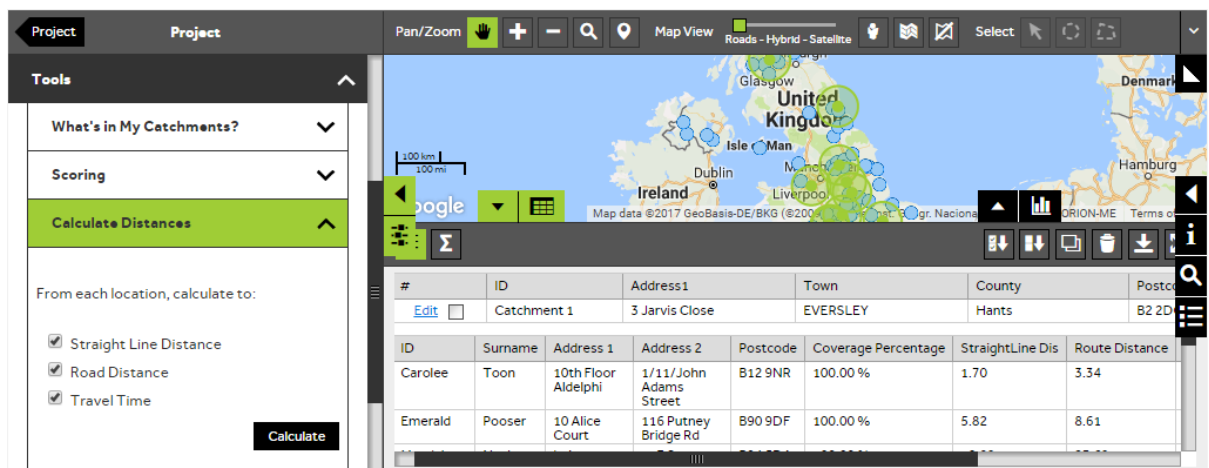 Project
Project
Pan/Zoom
Map View
Roads - Hybrid - Satellite
Select
Tools
What's in My Catchments?
Scoring
Calculate Distances
From each location, calculate to:
Straight Line Distance
Road Distance
Travel Time
Calculate
Glasgow
United
Kingdom
Isle of Man
Dublin
Ireland
Liverpool
Denmark
Hamburg
100 km
100 mi
Map data ©2017 GeoBasis-DE/BKG (©2009
Terms of
Σ
# ID Address1 Town County
Edit Catchment 1 3 Jarvis Close EVERSLEY Hants B2 2D
ID Surname Address 1 Address 2 Postcode Coverage Percentage StraightLine Dis Route Distance
Carolee Toon 10th Floor Aldelphi 1/11/John Adams Street B12 9NR 100.00 % 1.70 3.34
Emerald Pooser 10 Alice Court 116 Putney Bridge Rd B90 9DF 100.00 % 5.82 8.61